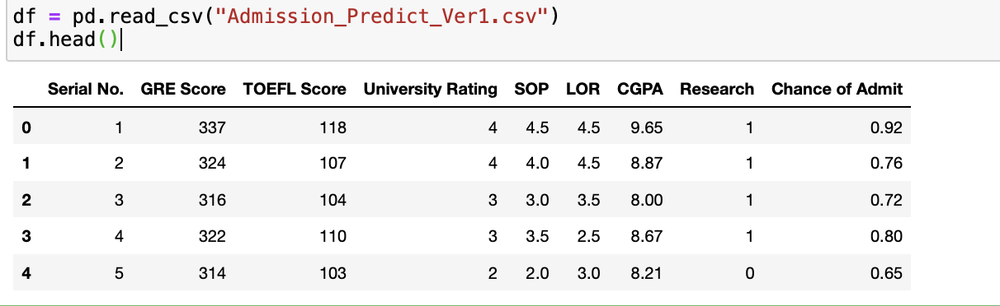 df = pd.read_csv("Admission_Predict_Ver1.csv")
df.head()
Serial No. GRE Score TOEFL Score University Rating SOP LOR CGPA Research Chance of Admit
0 1 337 118 4 4.5 4.5 9.65 1 0.92
1 2 324 107 4 4.0 4.5 8.87 1 0.76
2 3 316 104 3 3.0 3.5 8.00 1 0.72
3 4 322 110 3 3.5 2.5 8.67 1 0.80
4 5 314 103 2 2.0 3.0 8.21 0 0.65